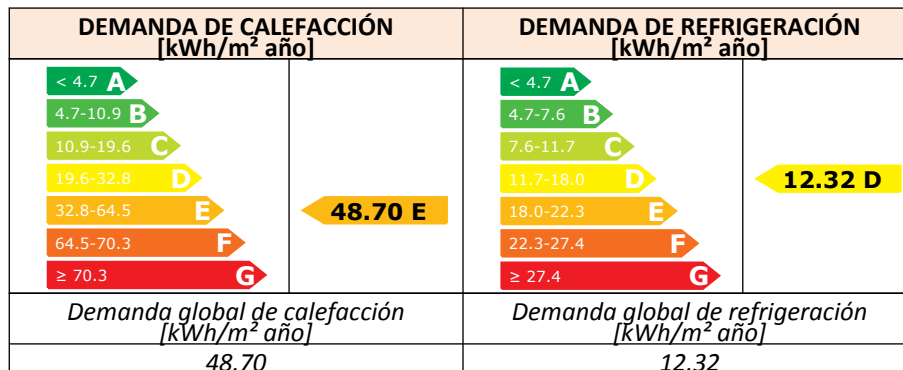 DEMANDA DE CALEFACCIÓN
[kWh/m² año]
DEMANDA DE REFRIGERACIÓN
[kWh/m² año]
< 4.7 A
4.7-10.9 B
10.9-19.6 C
19.6-32.8 D
32.8-64.5 E
64.5-70.3 F
≥ 70.3 G
48.70 E
< 4.7 A
4.7-7.6 B
7.6-11.7 C
11.7-18.0 D
18.0-22.3 E
22.3-27.4 F
≥ 27.4 G
12.32 D
Demanda global de calefacción
[kWh/m² año]
Demanda global de refrigeración
[kWh/m² año]
48.70
12.32